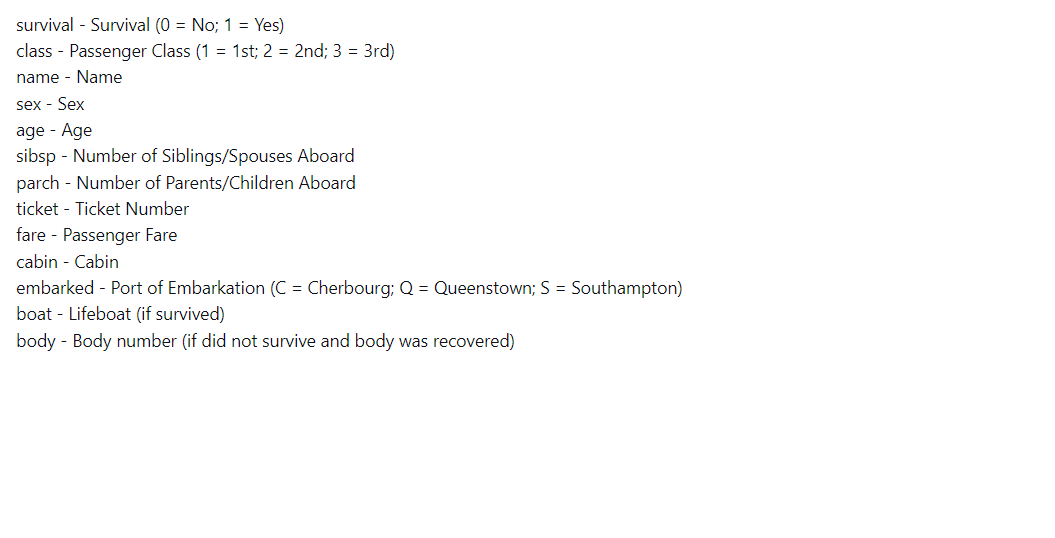 survival - Survival (0 = No; 1 = Yes)
class - Passenger Class (1 = 1st; 2 = 2nd; 3 = 3rd)
name - Name
sex - Sex
age - Age
sibsp - Number of Siblings/Spouses Aboard
parch - Number of Parents/Children Aboard
ticket - Ticket Number
fare - Passenger Fare
cabin - Cabin
embarked - Port of Embarkation (C = Cherbourg; Q = Queenstown; S = Southampton)
boat - Lifeboat (if survived)
body - Body number (if did not survive and body was recovered)